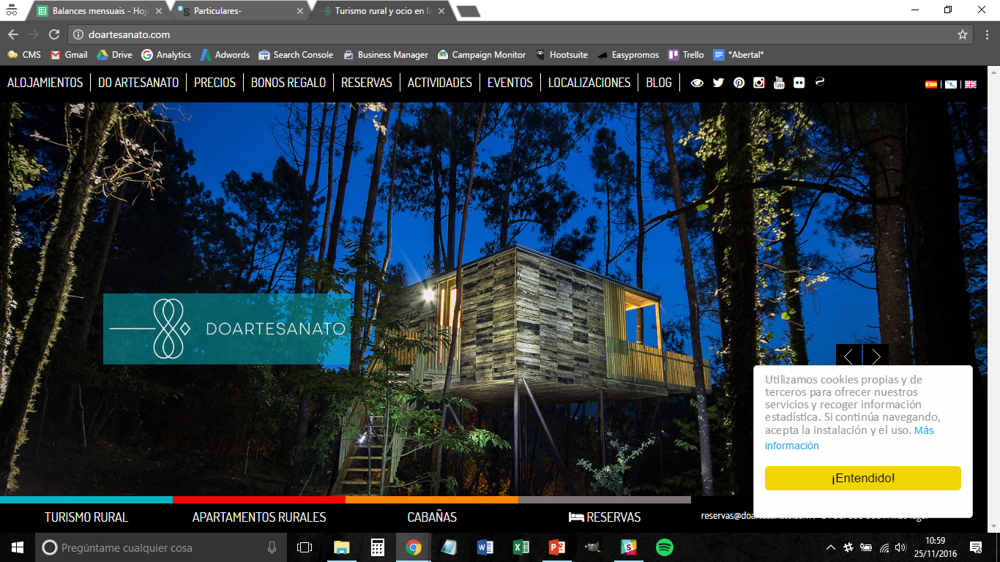 Balances mensuais - Hoja
Particulares-
Turismo rural y ocio en la
doartesanato.com
CMS Gmail Drive Analytics Adwords Search Console Business Manager Campaign Monitor Hootsuite Easypromos Trello *Abertal*
ALOJAMIENTOS DO ARTESANATO PRECIOS BONOS REGALO RESERVAS ACTIVIDADES EVENTOS LOCALIZACIONES BLOG
You Tube
DOARTESANATO
Utilizamos cookies propias y de
terceros para ofrecer nuestros
servicios y recoger información
estadística. Si continúa navegando,
acepta la instalación y el uso. Más
información
¡Entendido!
TURISMO RURAL APARTAMENTOS RURALES CABAÑAS RESERVAS
Pregúntame cualquier cosa
10:59
25/11/2016